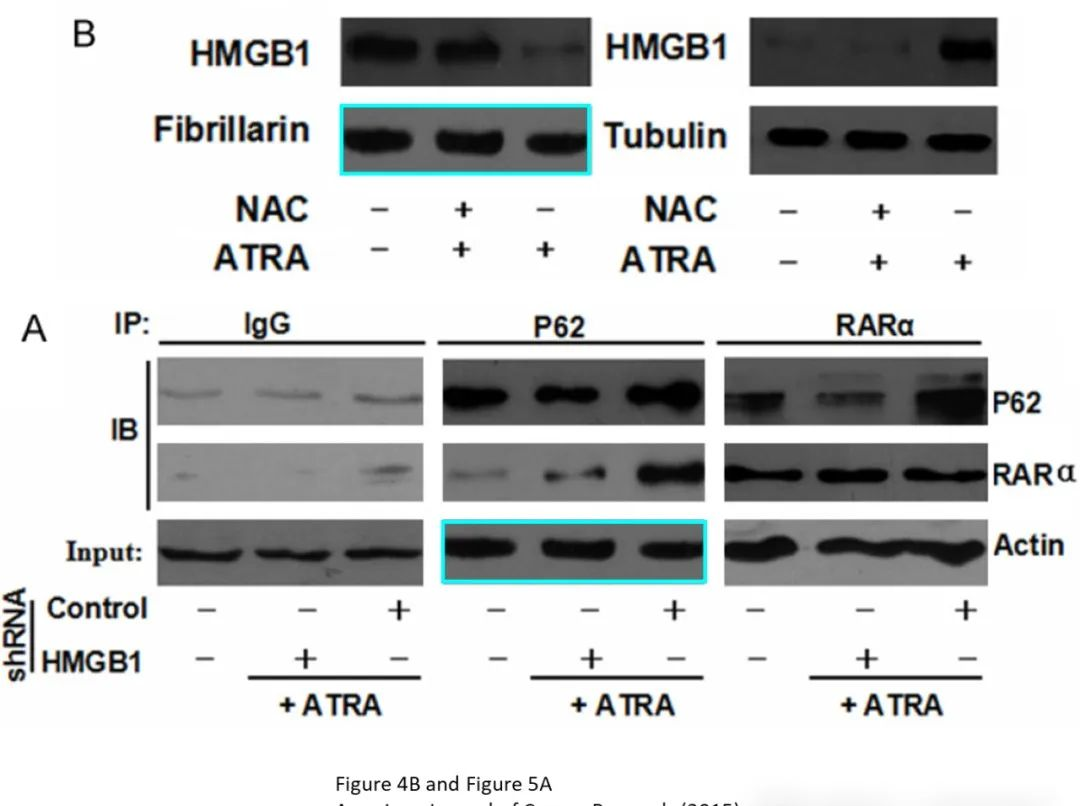 B
HMGB1 HMGB1
Fibrillarin Tubulin
NAC − + − NAC − + −
ATRA − + + ATRA − + +
A IP: IgG P62 RARα
IB P62
RAR α
Input: Actin
shRNA
Control − − + − − + − − +
HMGB1 − + − − + − − + −
+ ATRA + ATRA + ATRA
Figure 4B and Figure 5A